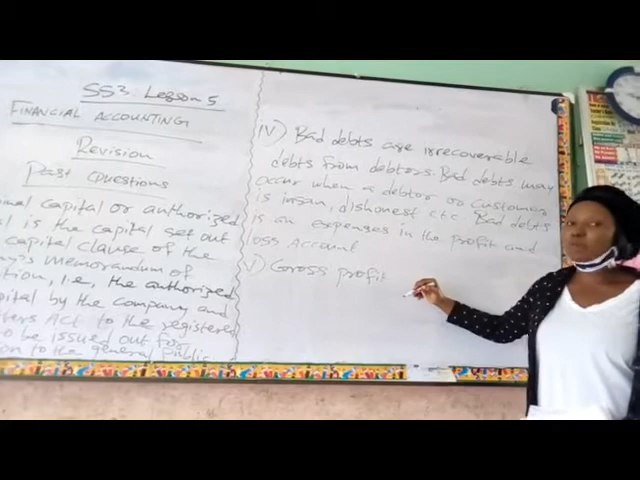 SS3 Lesson 5
FINANCIAL ACCOUNTING
Revision
Past Questions
capital or authorized
is the capital set out
capital clause of the
memorandum of
i.e, the authorized
by the company and
Act to the registered
be issued out for
to the general public
IV) Bad debts are irrecoverable
debts from debtors. Bad debts may
occur when a debtor or customer
is insan, dishonest etc. Bad debts
is an expenses in the profit and
loss Account
V) Gross profit